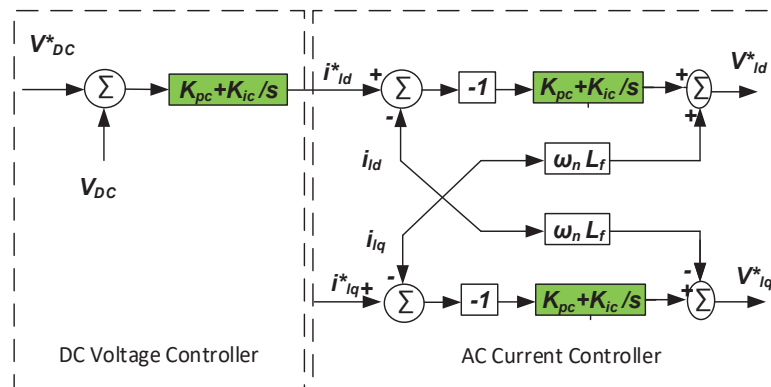 V*DC
Σ
Kpc+Kic/s
VDC
DC Voltage Controller
i*ld
+
Σ
-
-1
Kpc+Kic/s
+
Σ
+
V*ld
ild
ωn Lf
ilq
ωn Lf
i*lq
+
-
Σ
-1
Kpc+Kic/s
-
+
Σ
V*lq
AC Current Controller